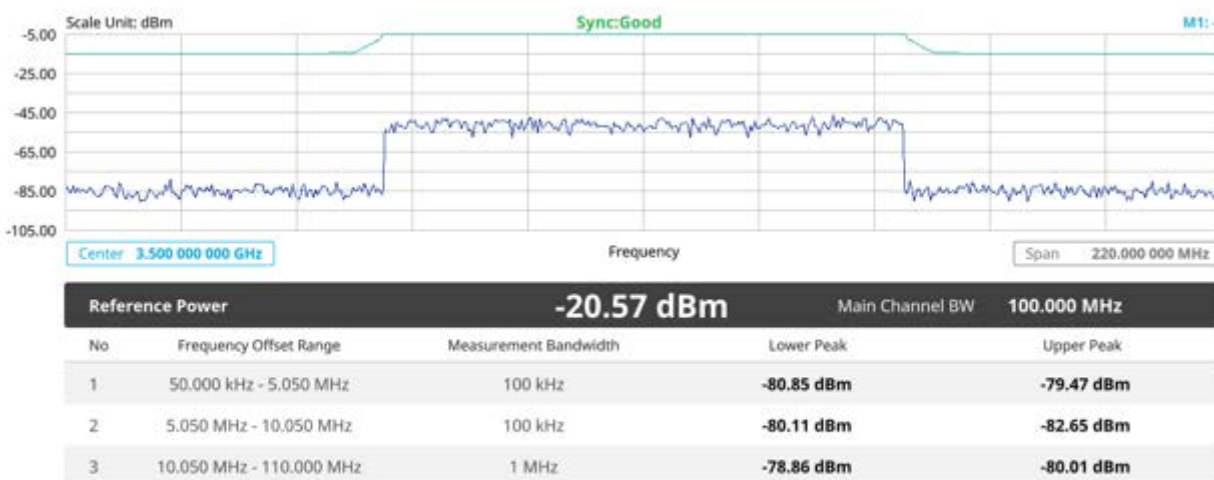 Scale Unit: dBm Sync:Good M1:
-5.00
-25.00
-45.00
-65.00
-85.00
-105.00
Center 3.500 000 000 GHz Frequency Span 220.000 000 MHz
Reference Power -20.57 dBm Main Channel BW 100.000 MHz
No Frequency Offset Range Measurement Bandwidth Lower Peak Upper Peak
1 50.000 kHz - 5.050 MHz 100 kHz -80.85 dBm -79.47 dBm
2 5.050 MHz - 10.050 MHz 100 kHz -80.11 dBm -82.65 dBm
3 10.050 MHz - 110.000 MHz 1 MHz -78.86 dBm -80.01 dBm